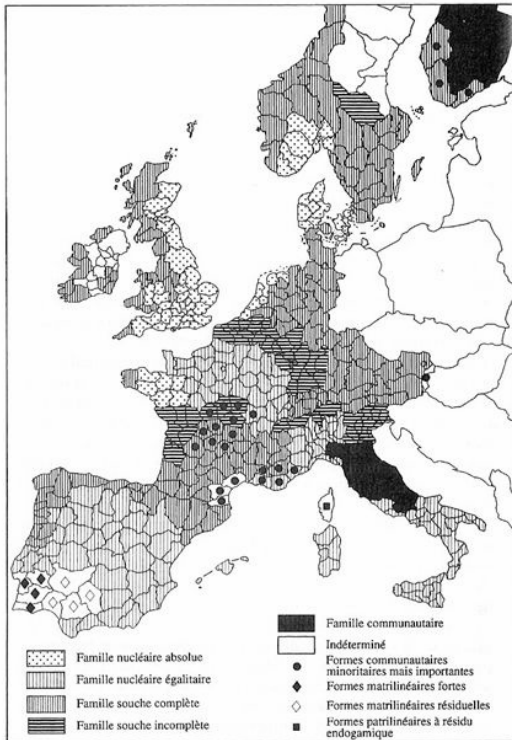 Famille nucléaire absolue
Famille nucléaire égalitaire
Famille souche complète
Famille souche incomplète
Famille communautaire
Indéterminé
Formes communautaires
minoritaires mais importantes
Formes matrilinéaires fortes
Formes matrilinéaires résiduelles
Formes patrilinéaires à résidu
endogamique